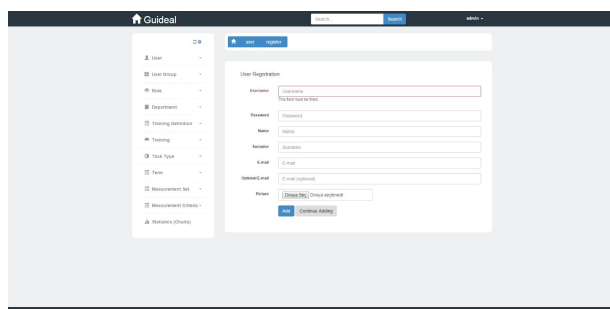 Guideal
Search...
Search
admin
user
register
User
User Group
Role
Department
Training Definition
Training
Task Type
Term
Measurement Set
Measurement Criteria
Statistics (Charts)
User Registration
Username
Username
The field must be filled.
Password
Password
Name
Name
Surname
Surname
E-mail
E-mail
Optional E-mail
E-mail (optional)
Picture
Dosya Seç
Dosya seçilmedi
Add
Continue Adding